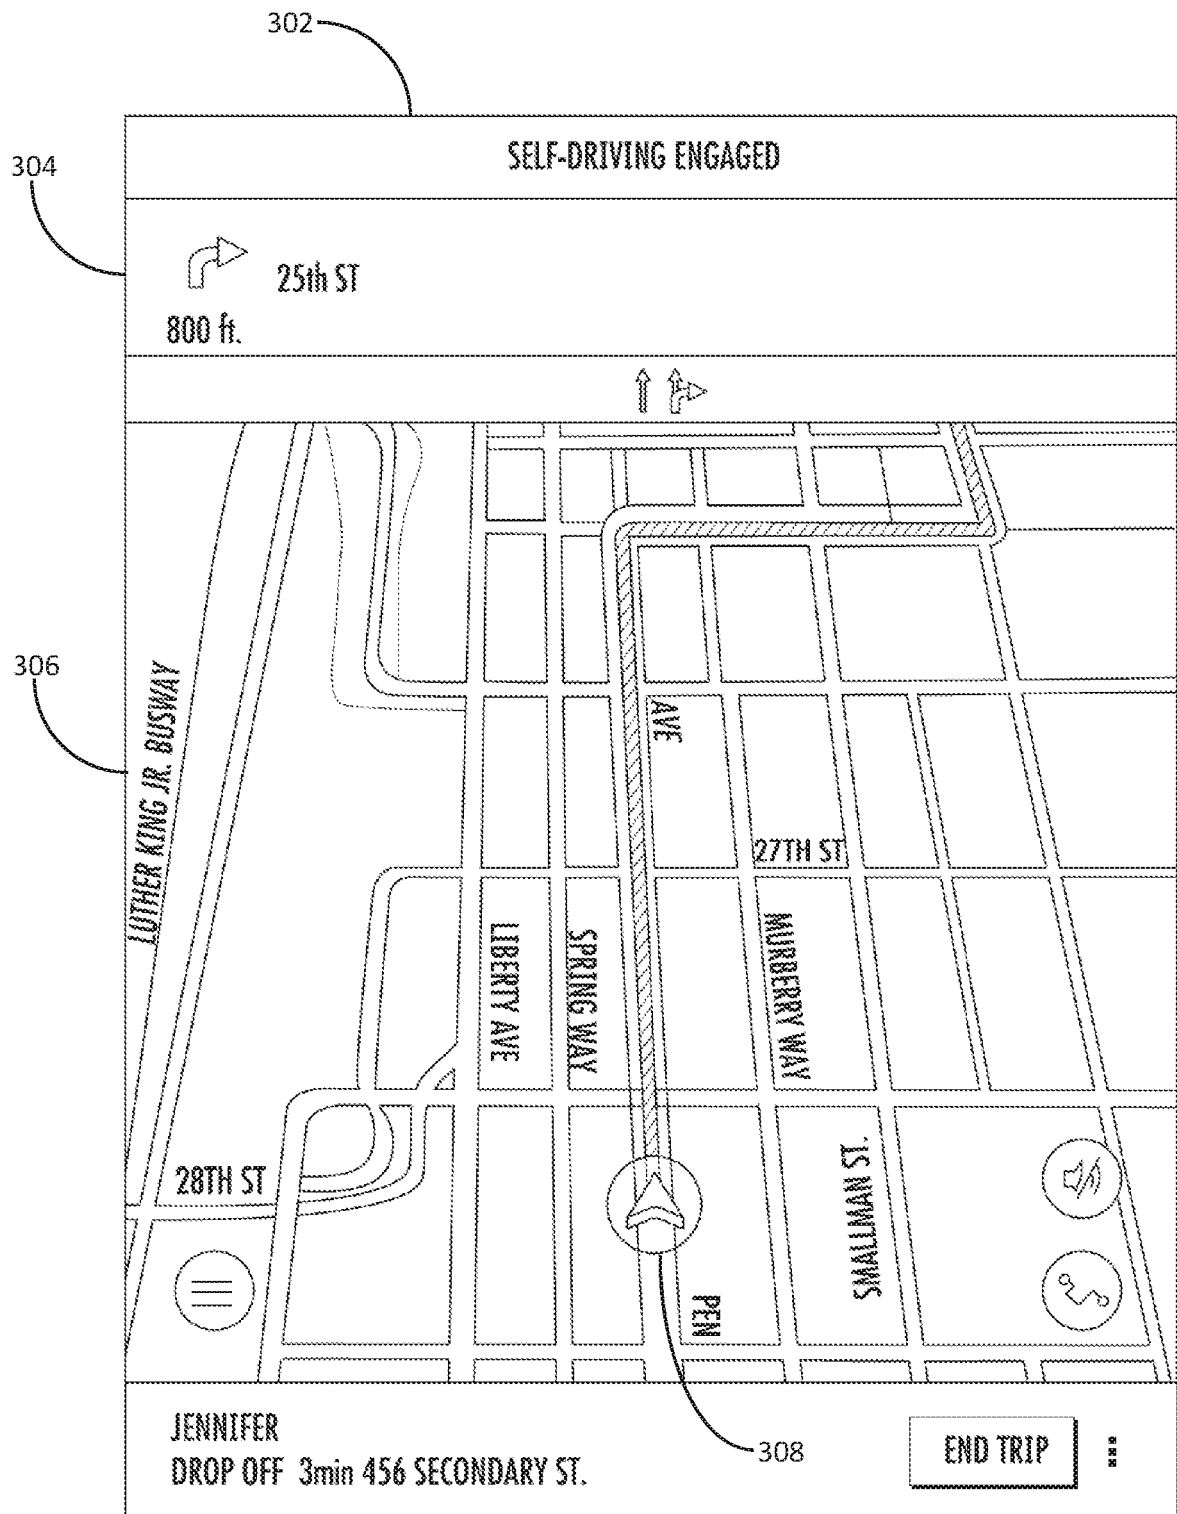 302
SELF-DRIVING ENGAGED
304
25th ST
800 ft.
306
LUTHER KING JR. BUSWAY
AVE
27TH ST
LIBERTY AVE
SPRING WAY
MURBERRY WAY
28TH ST
SMALLMAN ST.
PEN
JENNIFER
DROP OFF 3min 456 SECONDARY ST.
308
END TRIP